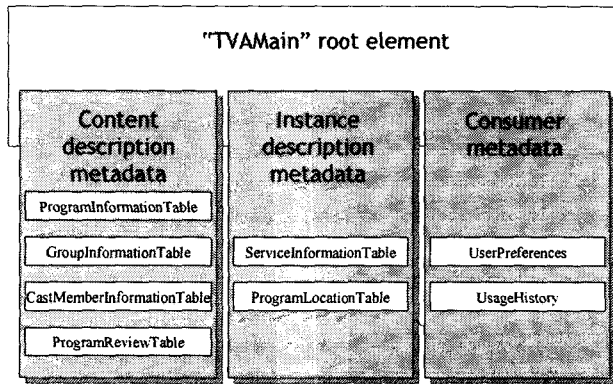 "TVAMain" root element
Content
description
metadata
ProgramInformationTable
GroupInformationTable
CastMemberInformationTable
ProgramReviewTable
Instance
description
metadata
ServiceInformationTable
ProgramLocationTable
Consumer
metadata
UserPreferences
UsageHistory